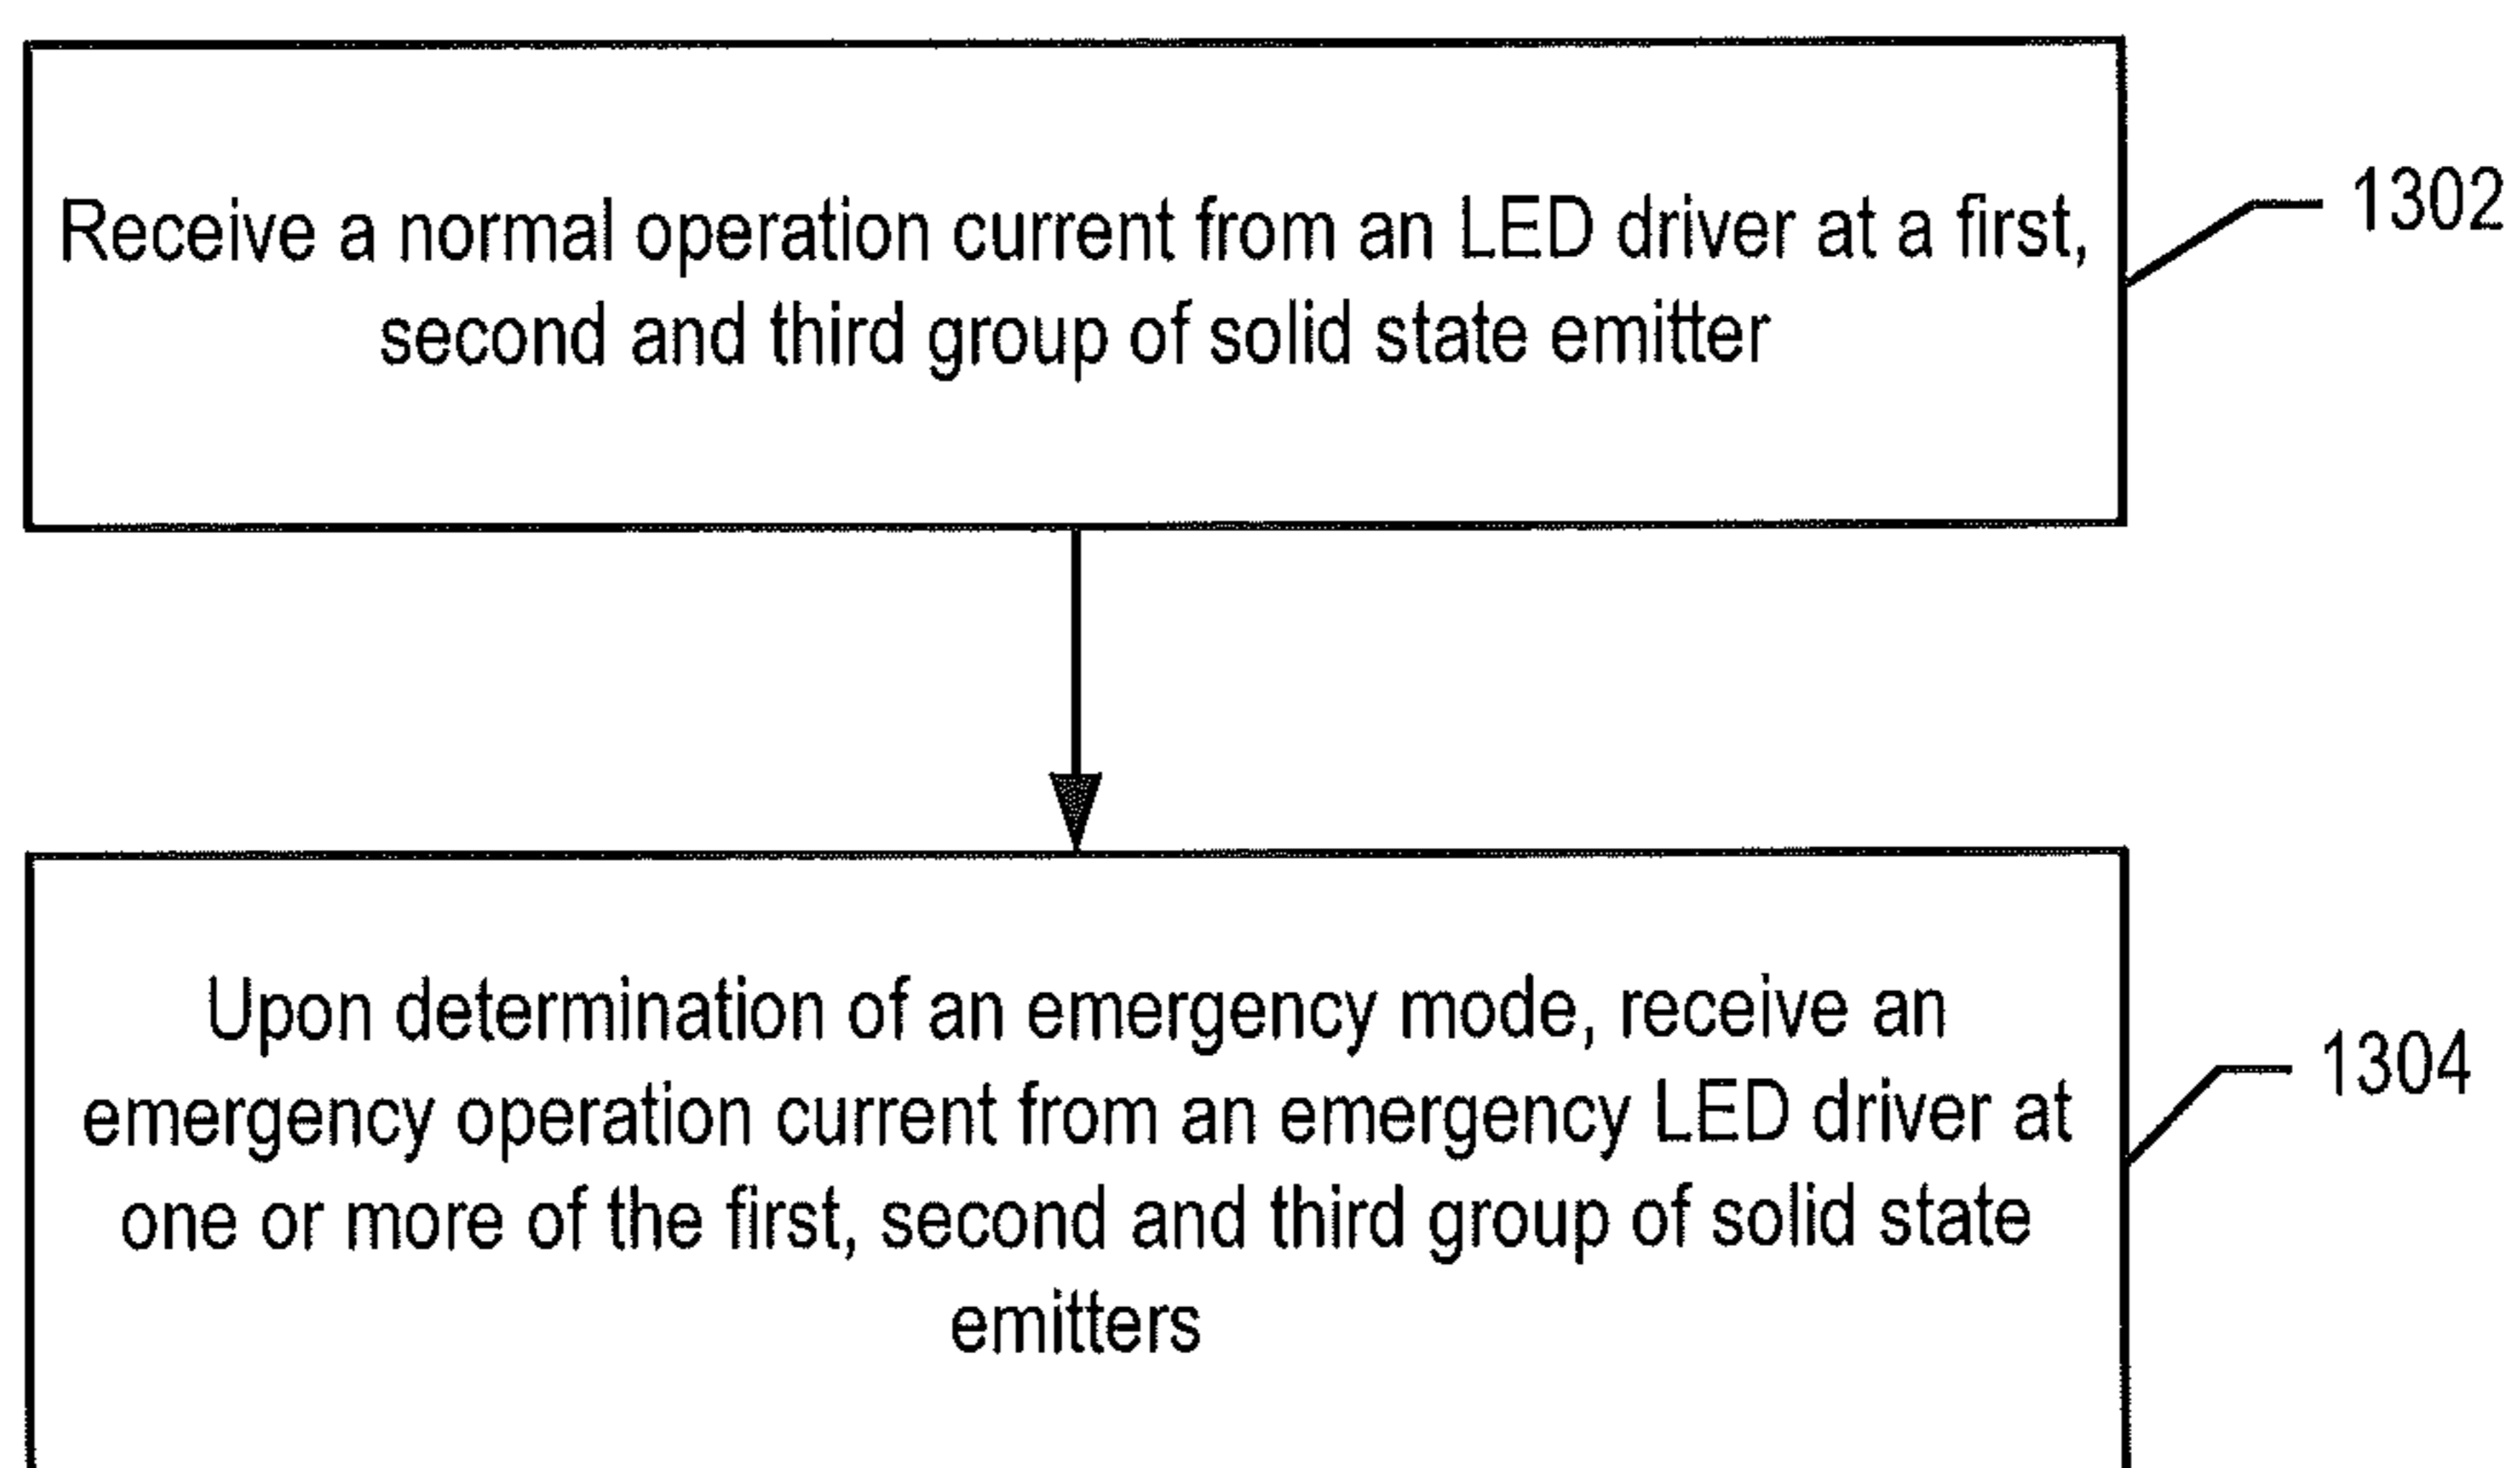 Receive a normal operation current from an LED driver at a first,
second and third group of solid state emitter
1302
Upon determination of an emergency mode, receive an
emergency operation current from an emergency LED driver at
one or more of the first, second and third group of solid state
emitters
1304